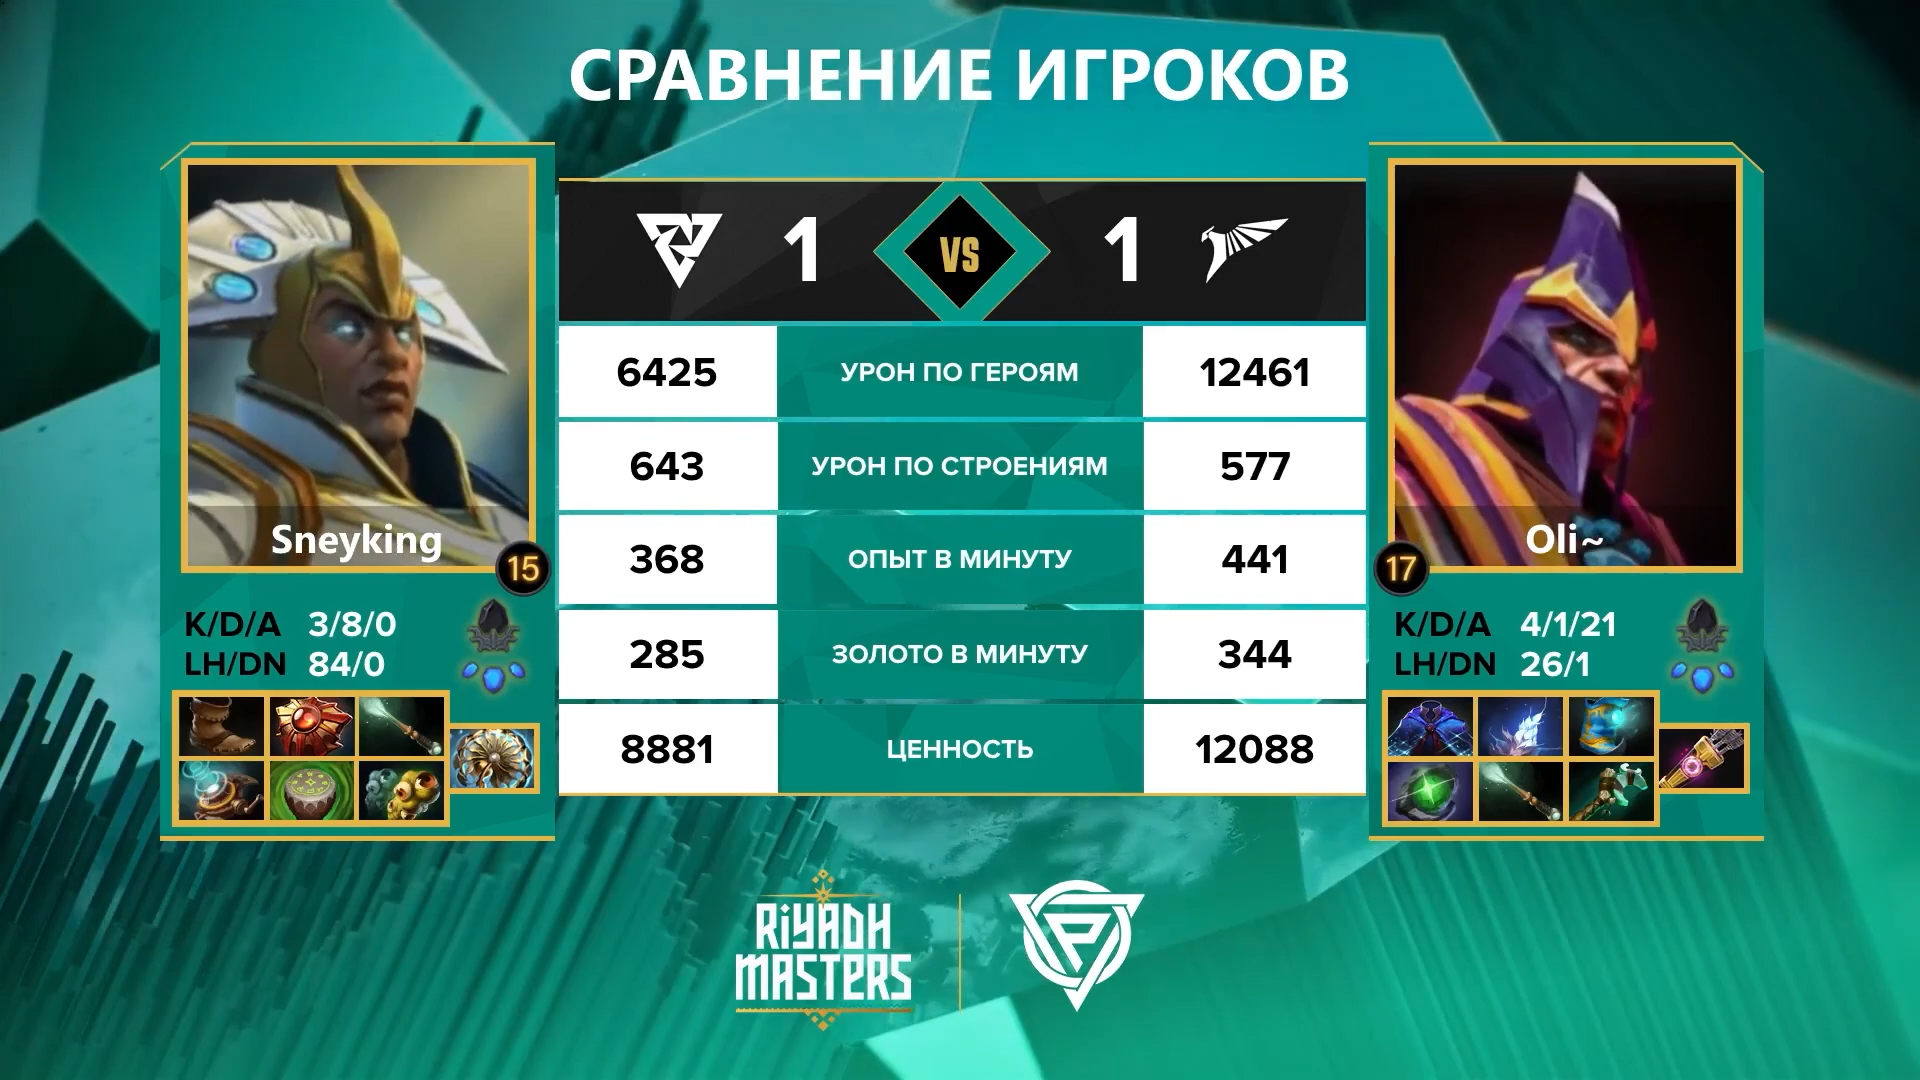 СРАВНЕНИЕ ИГРОКОВ
1 VS 1
Sneyking
15
K/D/A 3/8/0
LH/DN 84/0
6425 УРОН ПО ГЕРОЯМ 12461
643 УРОН ПО СТРОЕНИЯМ 577
368 ОПЫТ В МИНУТУ 441
285 ЗОЛОТО В МИНУТУ 344
8881 ЦЕННОСТЬ 12088
Oli~
17
K/D/A 4/1/21
LH/DN 26/1
RiYADH
MASTERS